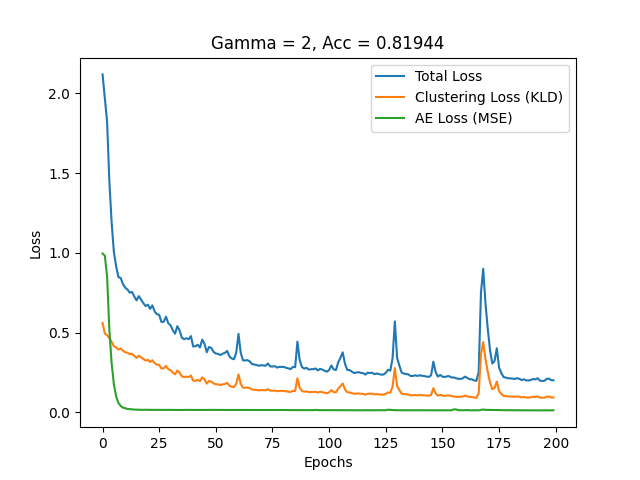 Gamma = 2, Acc = 0.81944
Total Loss
Clustering Loss (KLD)
AE Loss (MSE)
2.0
1.5
1.0
0.5
0.0
Loss
0 25 50 75 100 125 150 175 200
Epochs